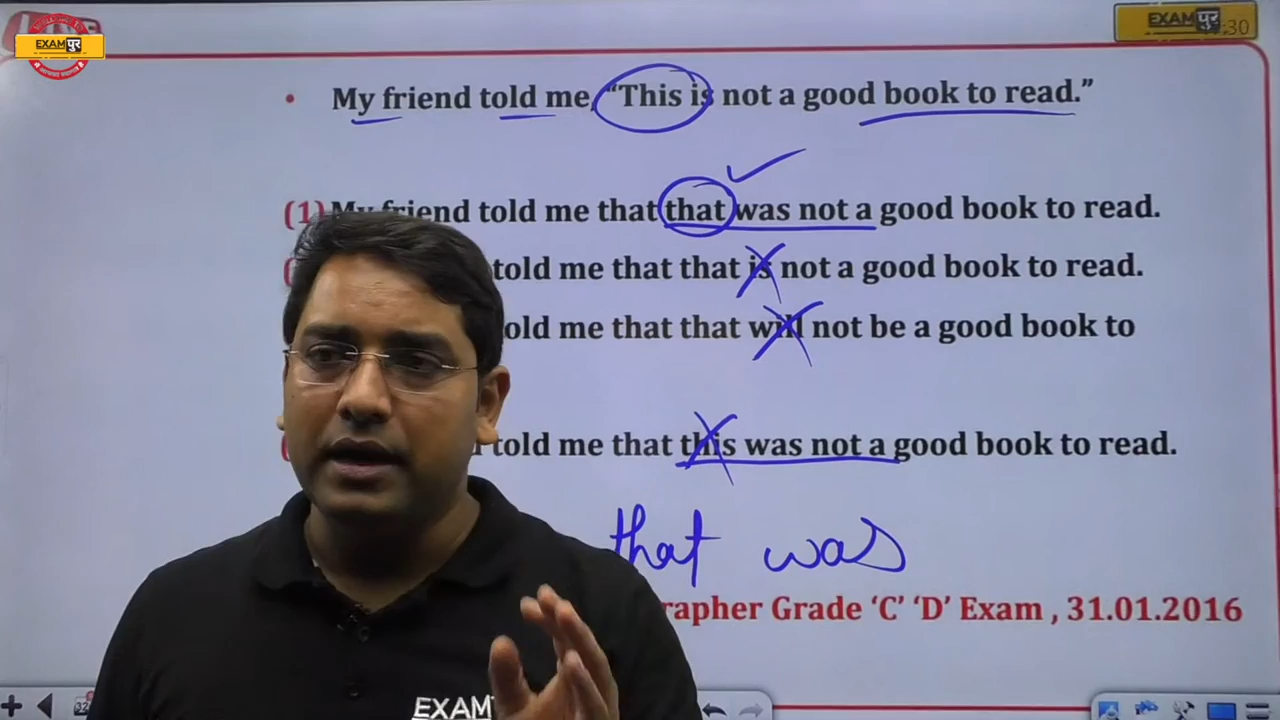 EXAMपुर
EXAMपुर
:30
• My friend told me, “This is not a good book to read.”
(1) My friend told me that that was not a good book to read.
told me that that is not a good book to read.
told me that that will not be a good book to
told me that this was not a good book to read.
that was
rapher Grade ‘C’ ‘D’ Exam , 31.01.2016
EXAM